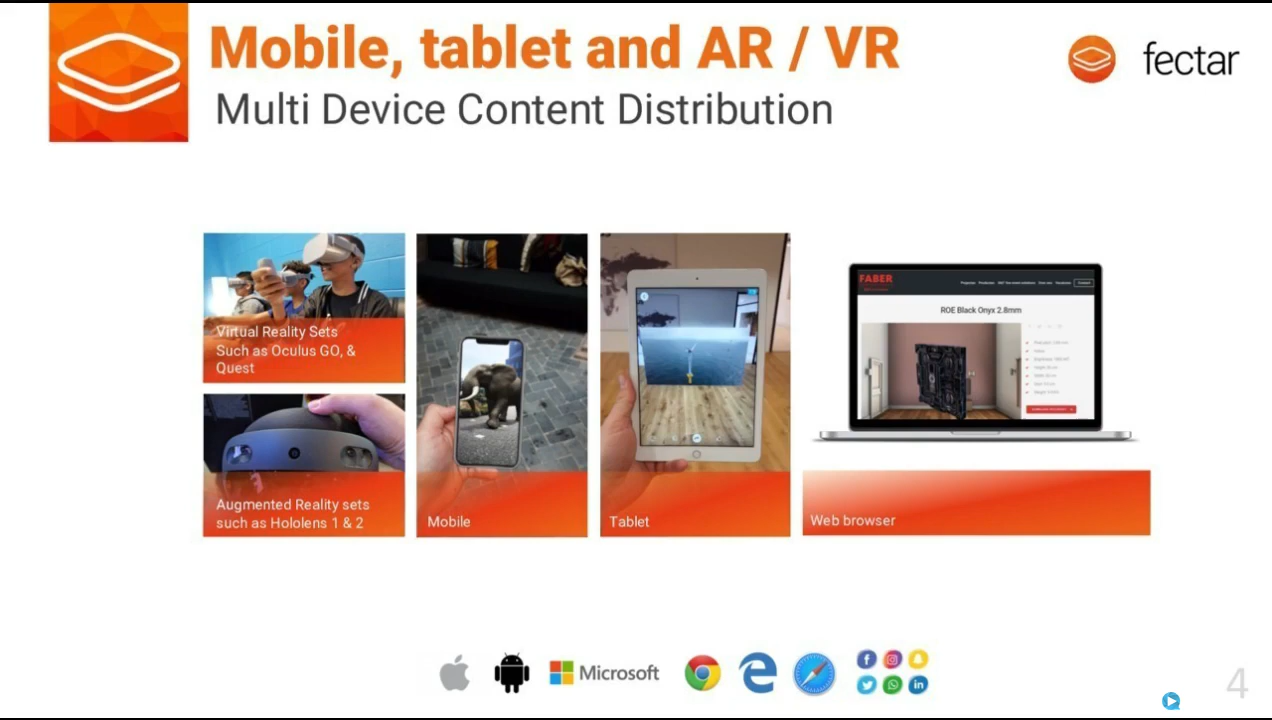 Mobile, tablet and AR / VR
Multi Device Content Distribution
fectar
Virtual Reality Sets
Such as Oculus GO, &
Quest
Augmented Reality sets
such as Hololens 1 & 2
Mobile
Tablet
FABER
ROE Black Onyx 2.8mm
Web browser
Microsoft
4